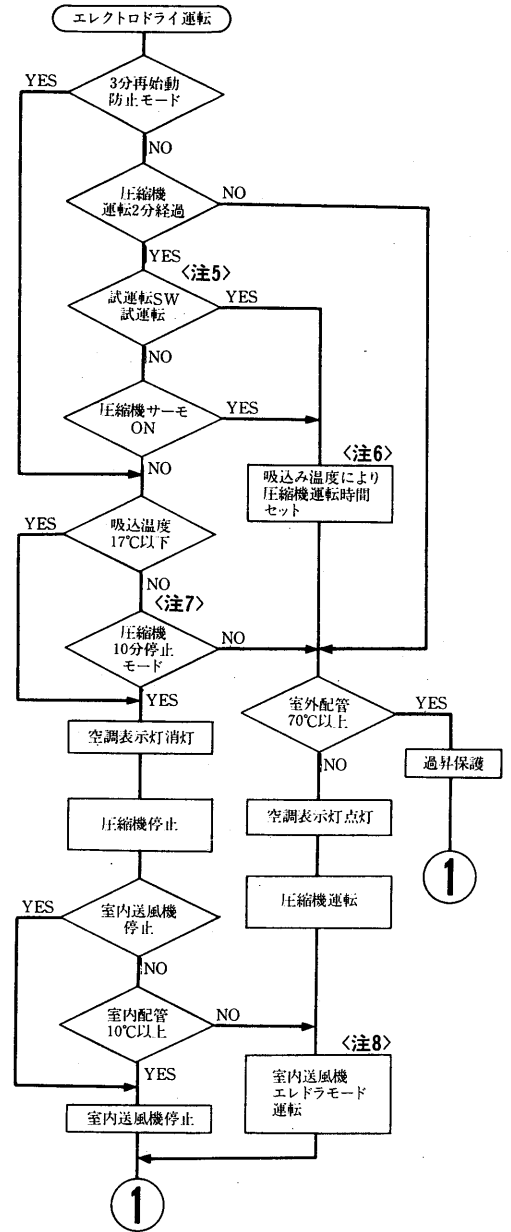 エレクトロドライ運転
YES
3分再始動
防止モード
NO
圧縮機
運転2分経過
NO
YES
〈注5〉
試運転SW
試運転
YES
NO
圧縮機サーモ
ON
YES
NO
〈注6〉
吸込み温度により
圧縮機運転時間
セット
YES
吸込温度
17℃以下
NO
〈注7〉
圧縮機
10分停止
モード
NO
YES
室外配管
70℃以上
YES
NO
過昇保護
1
空調表示灯消灯
空調表示灯点灯
圧縮機停止
圧縮機運転
YES
室内送風機
停止
NO
室内配管
10℃以上
NO
YES
〈注8〉
室内送風機
エレドラモード
運転
室内送風機停止
1